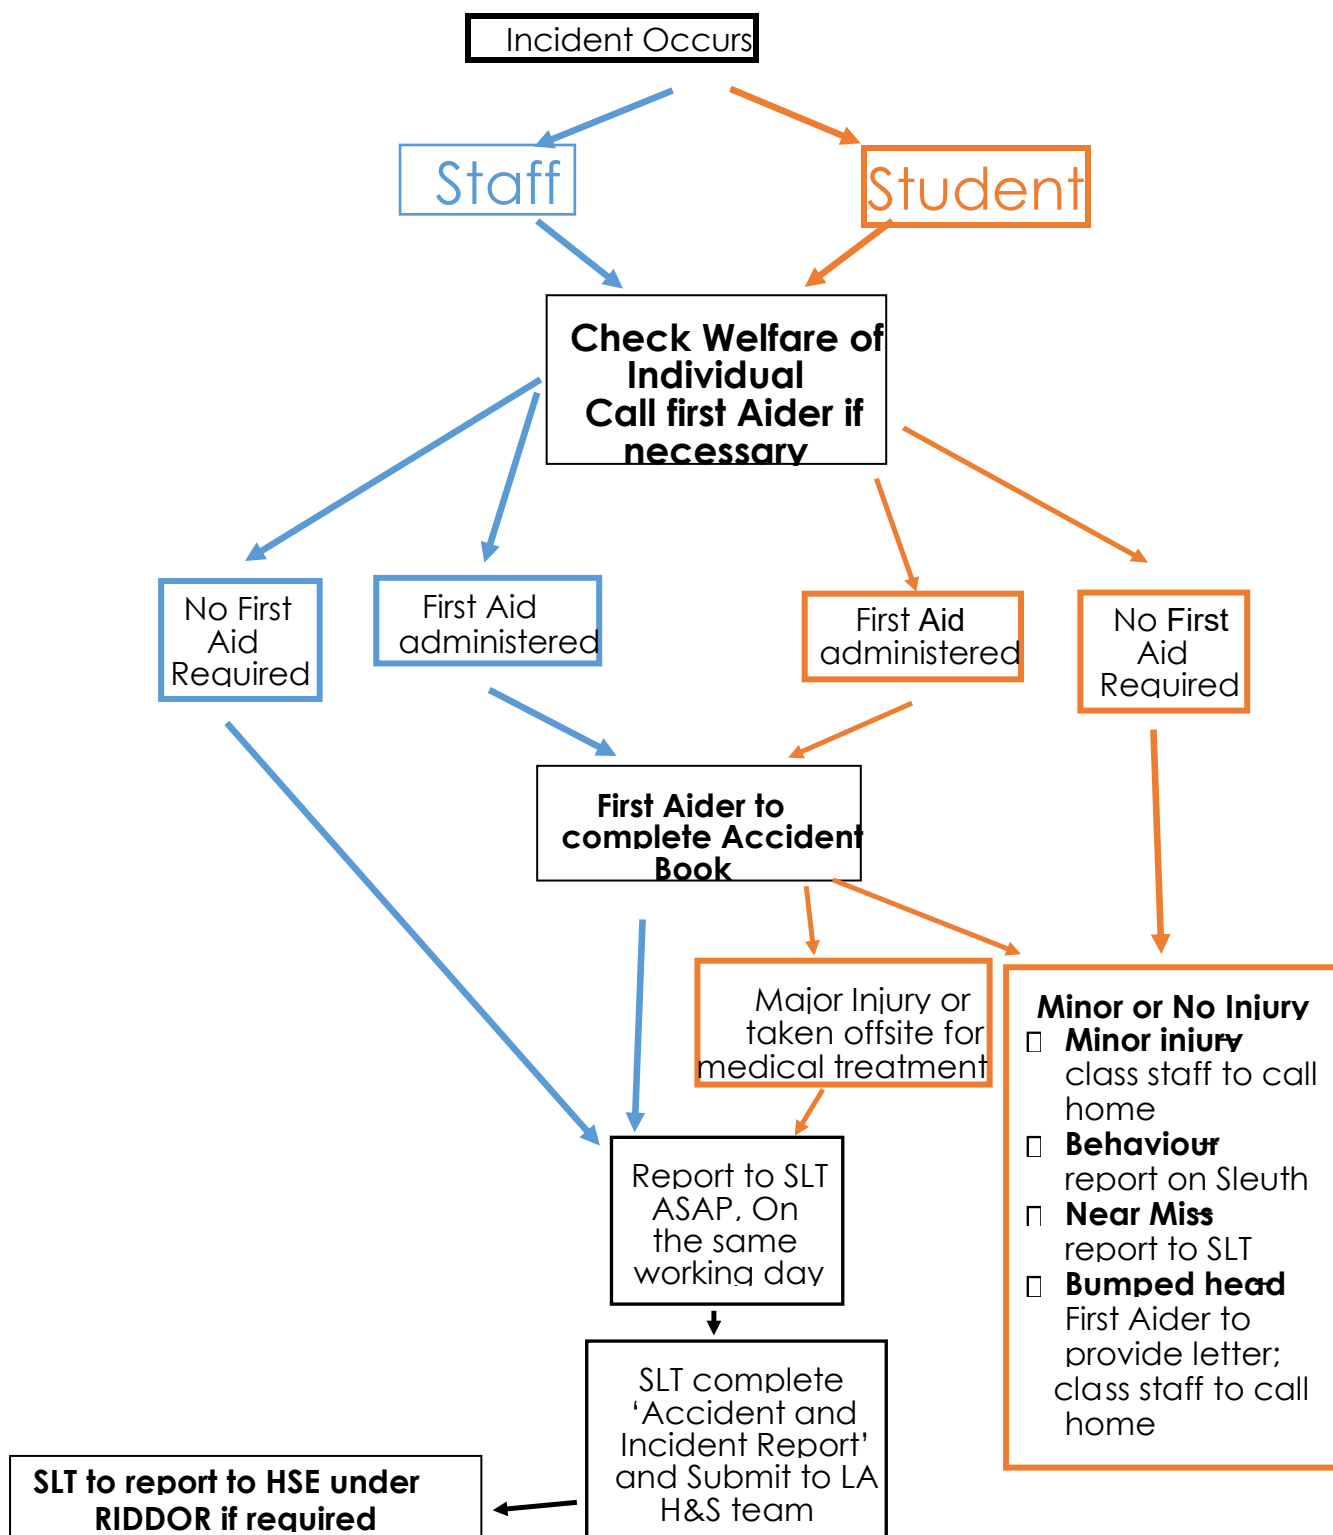 Incident Occurs
Staff
Student
Check Welfare of
Individual
Call first Aider if
necessary
No First
Aid
Required
First Aid
administered
First Aid
administered
No First
Aid
Required
First Aider to
complete Accident
Book
Major Injury or
taken offsite for
medical treatment
Minor or No Injury
Minor injury
class staff to call
home
Behaviour
report on Sleuth
Near Miss
report to SLT
Bumped head
First Aider to
provide letter;
class staff to call
home
Report to SLT
ASAP, On
the same
working day
SLT complete
‘Accident and
Incident Report’
and Submit to LA
H&S team
SLT to report to HSE under
RIDDOR if required